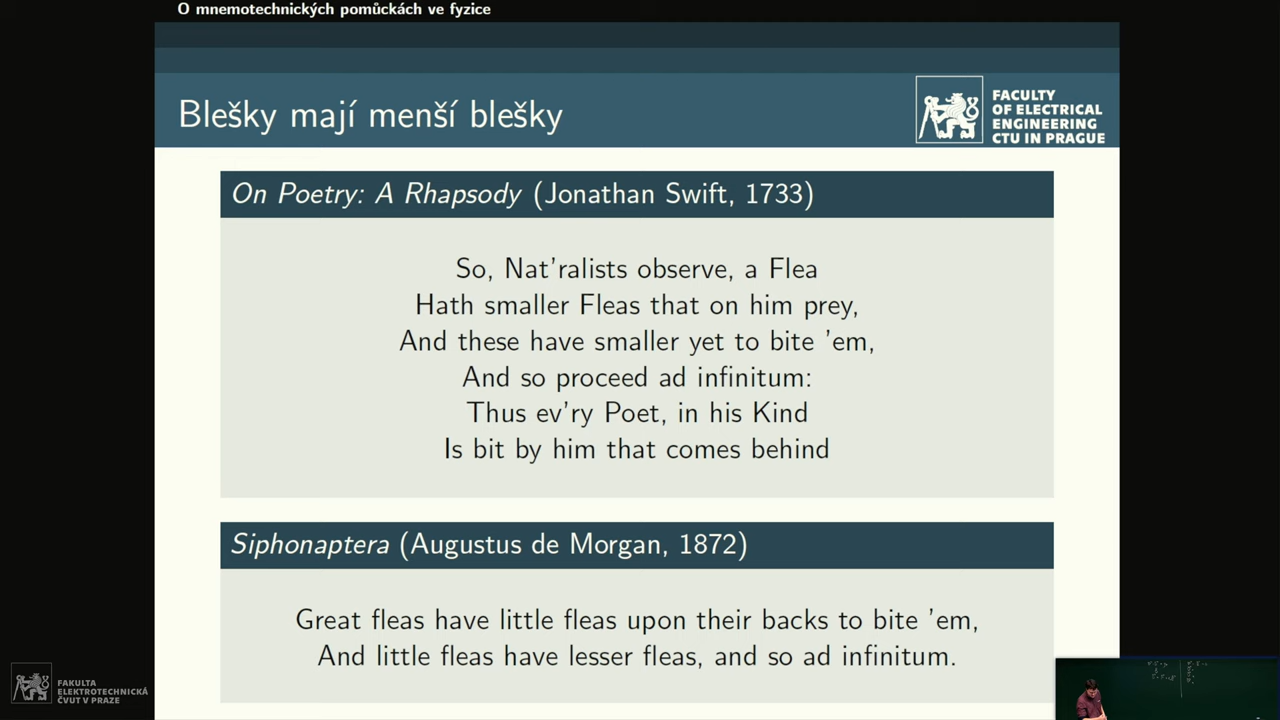 O mnemotechnických pomůckách ve fyzice
Blešky mají menší blešky
FACULTY
OF ELECTRICAL
ENGINEERING
CTU IN PRAGUE
On Poetry: A Rhapsody (Jonathan Swift, 1733)
So, Nat'ralists observe, a Flea
Hath smaller Fleas that on him prey,
And these have smaller yet to bite 'em,
And so proceed ad infinitum:
Thus ev'ry Poet, in his Kind
Is bit by him that comes behind
Siphonaptera (Augustus de Morgan, 1872)
Great fleas have little fleas upon their backs to bite 'em,
And little fleas have lesser fleas, and so ad infinitum.
FAKULTA
ELEKTROTECHNICKÁ
ČVUT V PRAZE